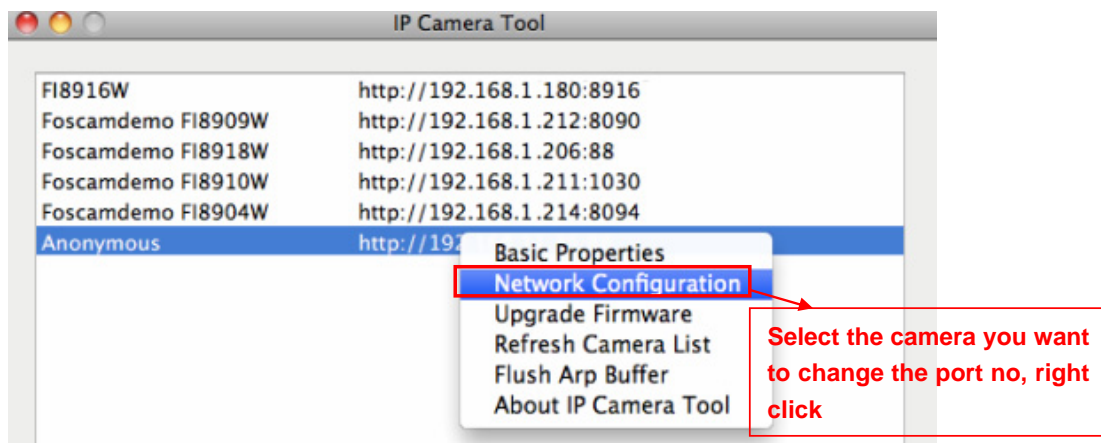 IP Camera Tool
FI8916W http://192.168.1.180:8916
Foscamdemo FI8909W http://192.168.1.212:8090
Foscamdemo FI8918W http://192.168.1.206:88
Foscamdemo FI8910W http://192.168.1.211:1030
Foscamdemo FI8904W http://192.168.1.214:8094
Anonymous http://192
Basic Properties
Network Configuration
Upgrade Firmware
Refresh Camera List
Flush Arp Buffer
About IP Camera Tool
Select the camera you want
to change the port no, right
click